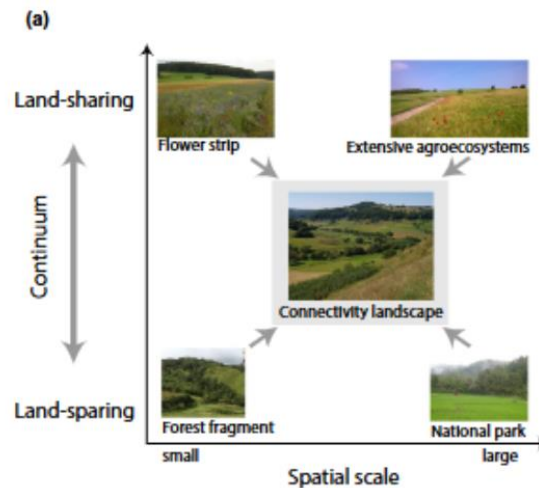 (a)
Land-sharing
Flower strip
Extensive agroecosystems
Continuum
Connectivity landscape
Land-sparing
Forest fragment
National park
small
large
Spatial scale